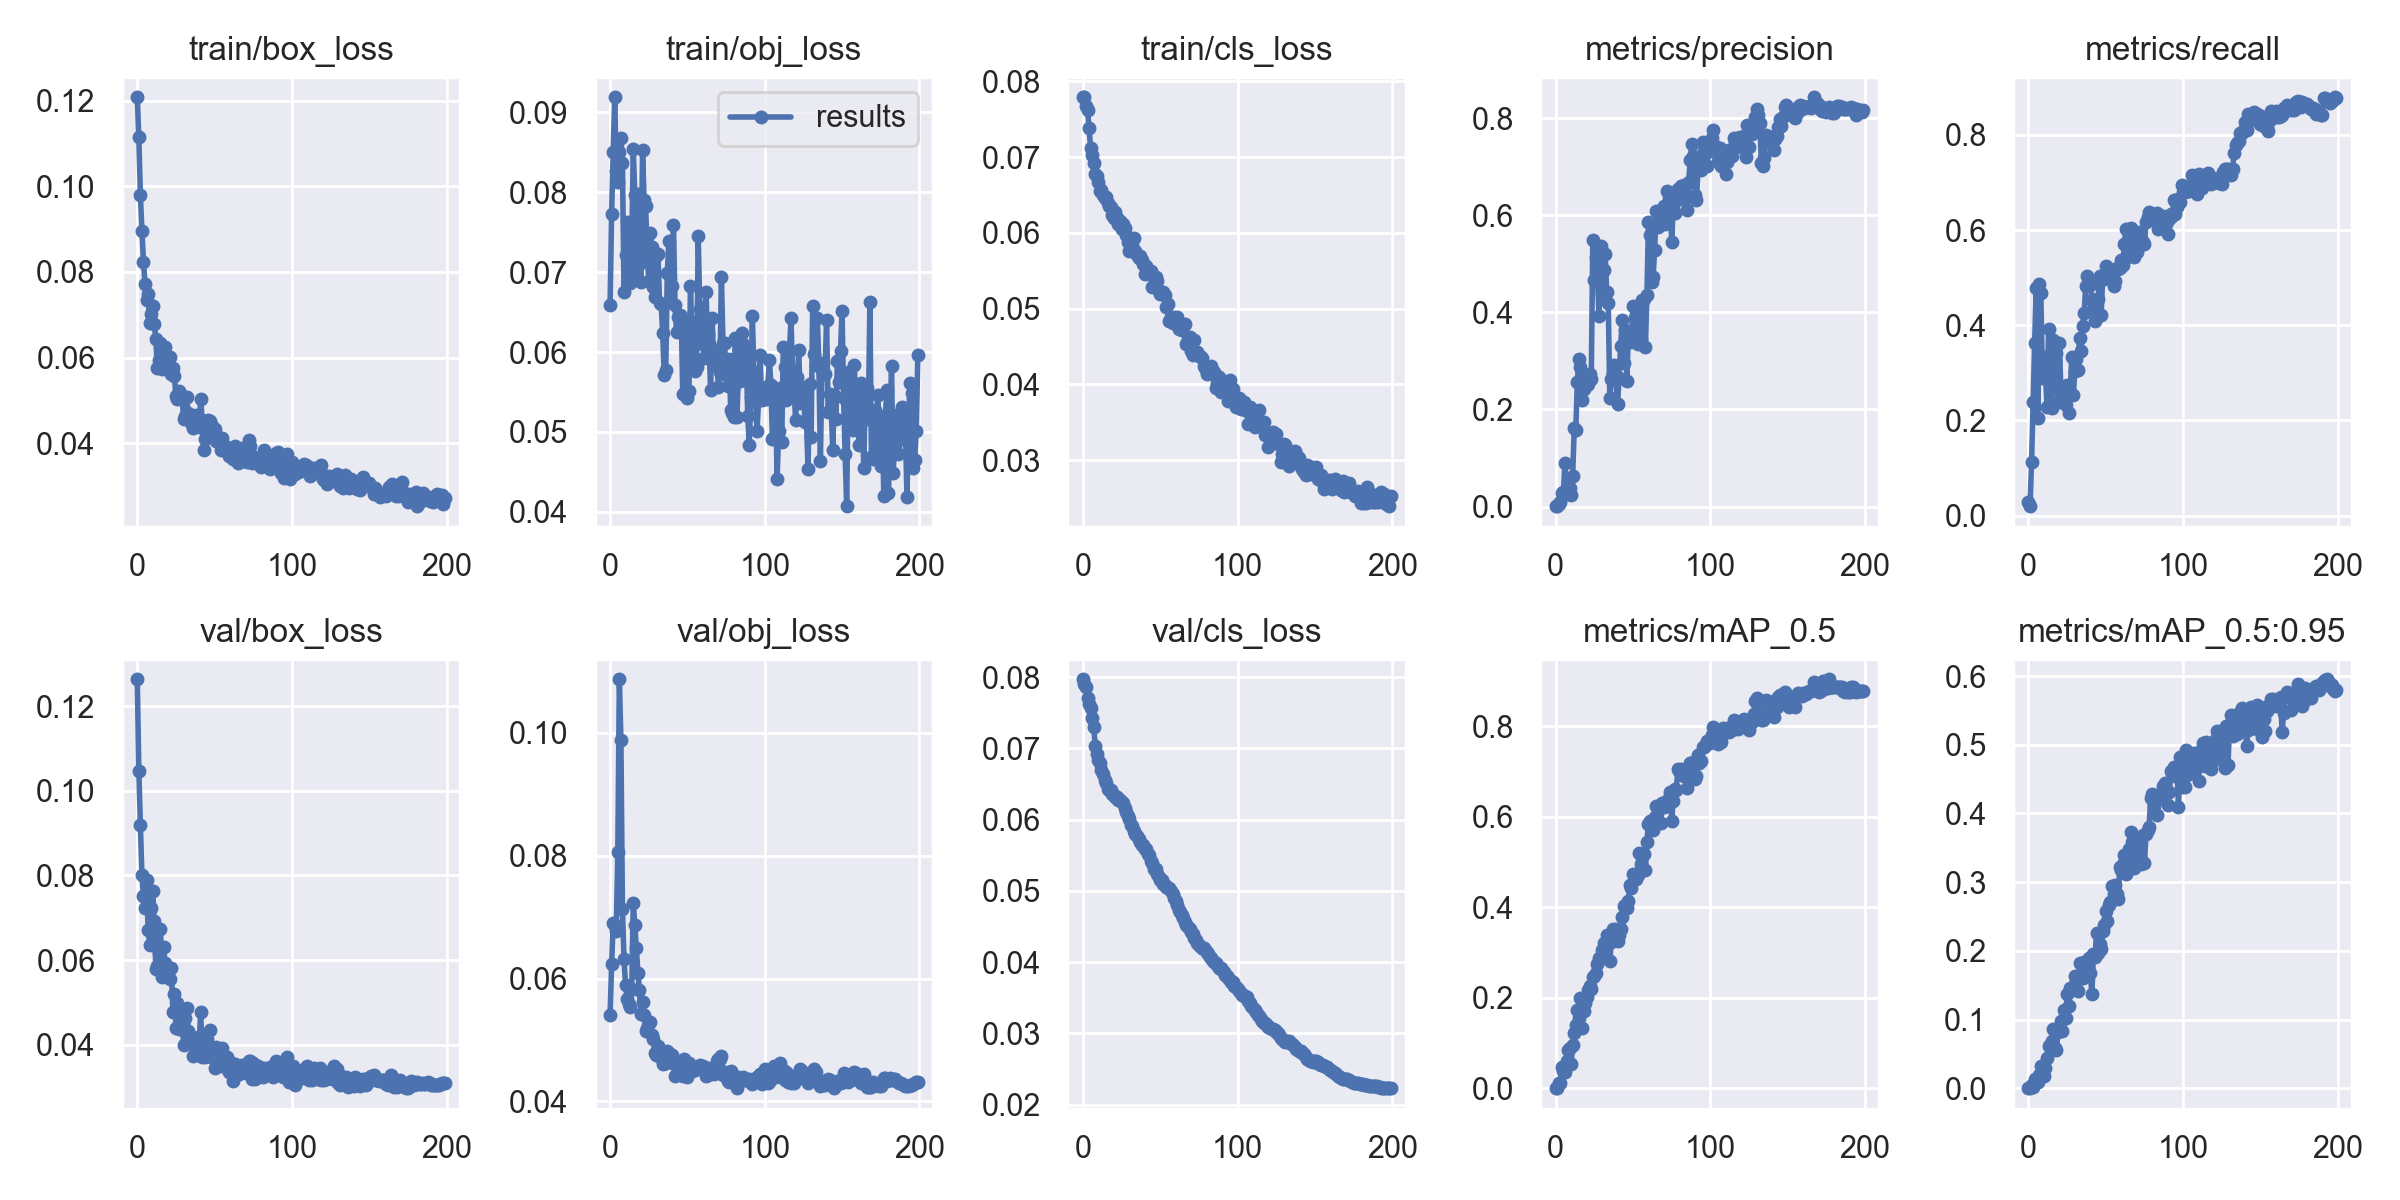 train/box_loss
0.12
0.10
0.08
0.06
0.04
0 100 200
train/obj_loss
results
0.09
0.08
0.07
0.06
0.05
0.04
0 100 200
train/cls_loss
0.08
0.07
0.06
0.05
0.04
0.03
0 100 200
metrics/precision
0.8
0.6
0.4
0.2
0.0
0 100 200
metrics/recall
0.8
0.6
0.4
0.2
0.0
0 100 200
val/box_loss
0.12
0.10
0.08
0.06
0.04
0 100 200
val/obj_loss
0.10
0.08
0.06
0.04
0 100 200
val/cls_loss
0.08
0.07
0.06
0.05
0.04
0.03
0.02
0 100 200
metrics/mAP_0.5
0.8
0.6
0.4
0.2
0.0
0 100 200
metrics/mAP_0.5:0.95
0.6
0.5
0.4
0.3
0.2
0.1
0.0
0 100 200